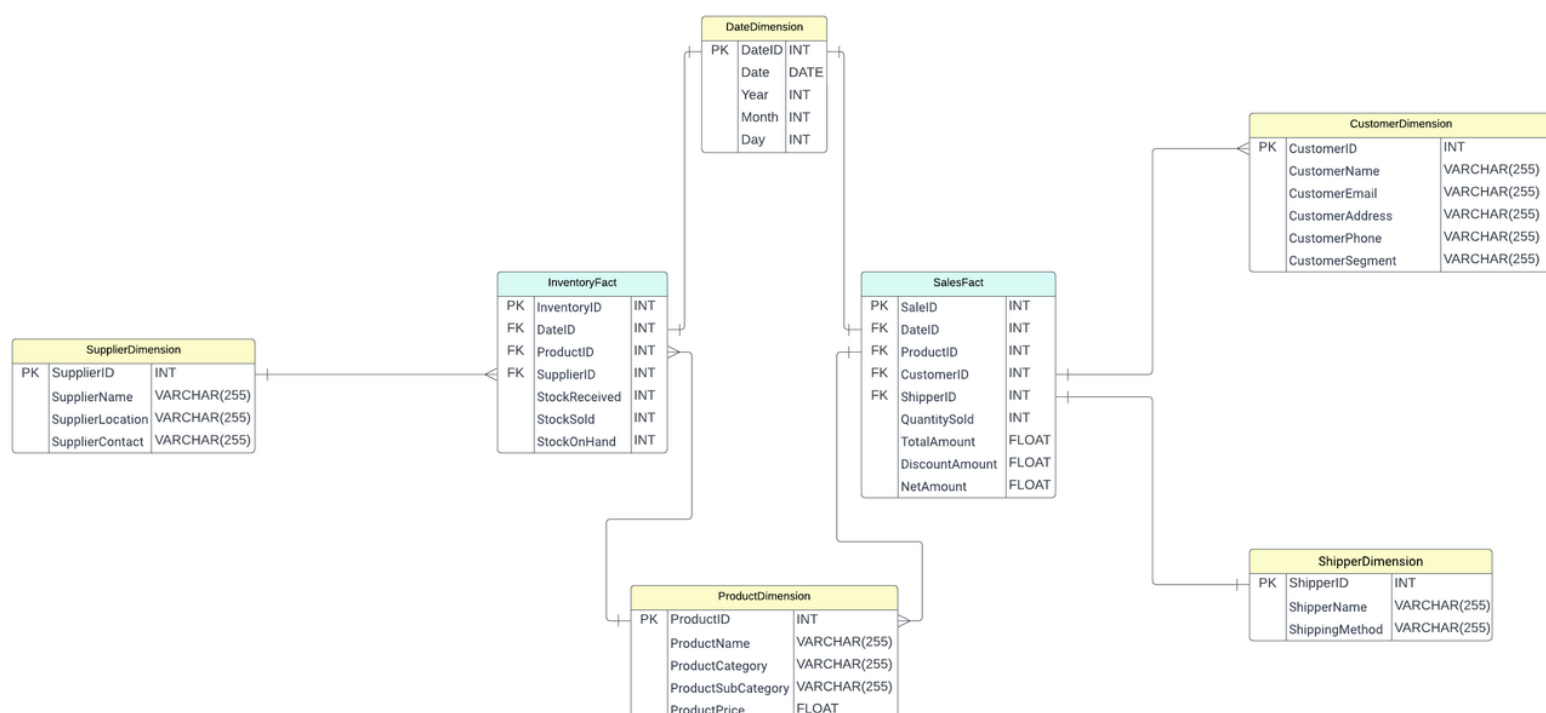 DateDimension
PK DateID INT
Date DATE
Year INT
Month INT
Day INT
CustomerDimension
PK CustomerID INT
CustomerName VARCHAR(255)
CustomerEmail VARCHAR(255)
CustomerAddress VARCHAR(255)
CustomerPhone VARCHAR(255)
CustomerSegment VARCHAR(255)
InventoryFact
PK InventoryID INT
FK DateID INT
FK ProductID INT
FK SupplierID INT
StockReceived INT
StockSold INT
StockOnHand INT
SalesFact
PK SaleID INT
FK DateID INT
FK ProductID INT
FK CustomerID INT
FK ShipperID INT
QuantitySold INT
TotalAmount FLOAT
DiscountAmount FLOAT
NetAmount FLOAT
SupplierDimension
PK SupplierID INT
SupplierName VARCHAR(255)
SupplierLocation VARCHAR(255)
SupplierContact VARCHAR(255)
ShipperDimension
PK ShipperID INT
ShipperName VARCHAR(255)
ShippingMethod VARCHAR(255)
ProductDimension
PK ProductID INT
ProductName VARCHAR(255)
ProductCategory VARCHAR(255)
ProductSubCategory VARCHAR(255)
ProductPrice FLOAT